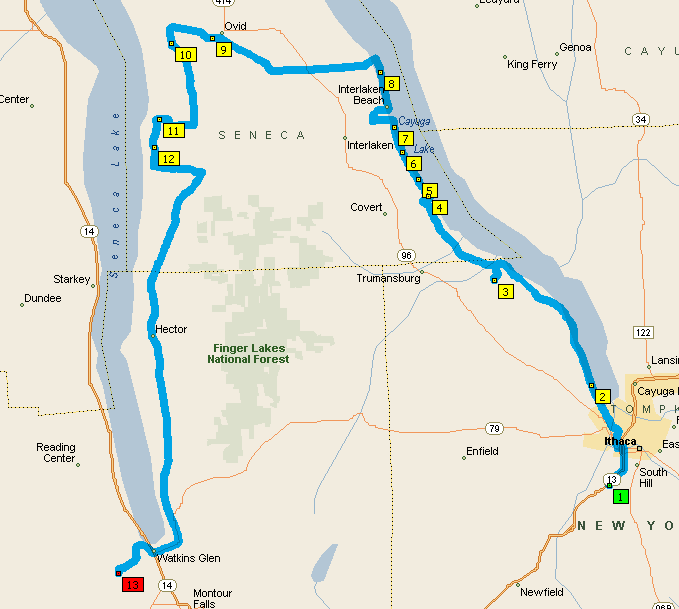 414
Ledyard
Ovid
9
10
Genoa
CAYU
King Ferry
Center
8
Interlaken
Beach
34
Cayuga
Lake
11
SENECA
7
Interlaken
6
12
5
4
Seneca Lake
Covert
14
96
Trumansburg
Starkey
3
Dundee
122
Hector
Finger Lakes
National Forest
Lansin
2
Cayuga H
TOMPK
79
Ithaca
Reading
Center
Enfield
Eas
13
South
Hill
1
NEW YO
Watkins Glen
13
14
Montour
Falls
Newfield
96B